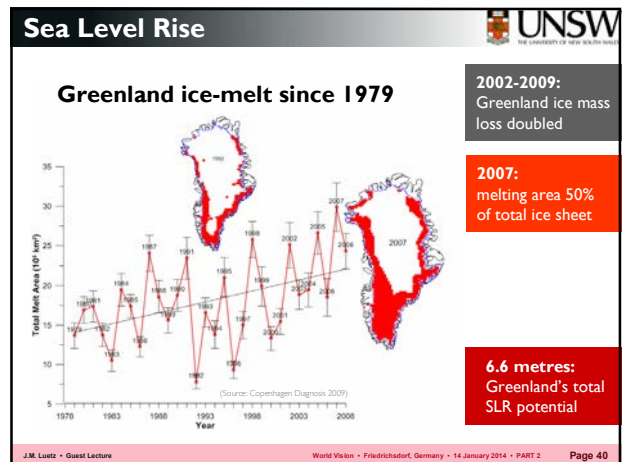 Sea Level Rise
UNSW
THE UNIVERSITY OF NEW SOUTH WALES
Greenland ice-melt since 1979
2002-2009:
Greenland ice mass
loss doubled
2007:
melting area 50%
of total ice sheet
6.6 metres:
Greenland's total
SLR potential
Total Melt Area (10⁶ km²)
35
30
25
20
15
10
5
1978
1983
1988
1993
1998
2003
2008
Year
1992
2007
1979
1981
1982
1983
1984
1985
1986
1987
1988
1990
1991
1992
1993
1994
1995
1996
1997
1998
1999
2000
2001
2002
2005
2006
2007
2008
(Source: Copenhagen Diagnosis 2009)
J.M. Luetz • Guest Lecture
World Vision • Friedrichsdorf, Germany • 14 January 2014 • PART 2
Page 40